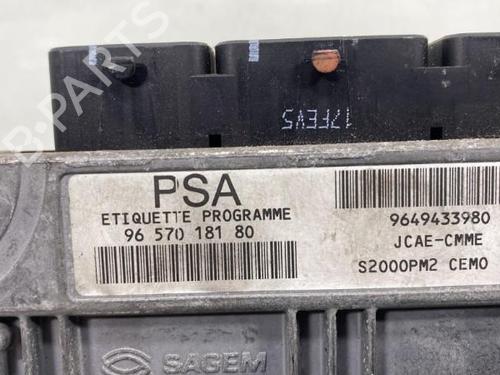 17FEV5
PSA
ETIQUETTE PROGRAMME
96 570 181 80
9649433980
JCAE-CMME
S2000PM2 CEMO
SAGEM
B-PARTS